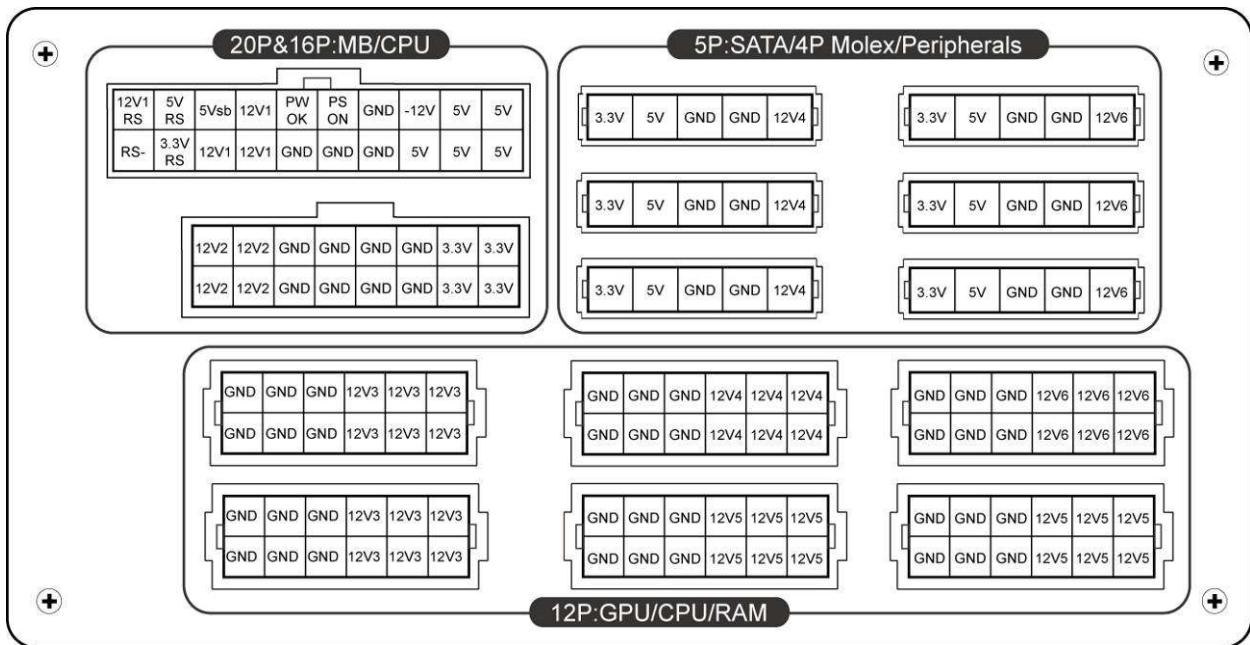 20P&16P:MB/CPU
12V1 RS 5V RS 5Vsb 12V1 PW OK PS ON GND -12V 5V 5V
RS- 3.3V RS 12V1 12V1 GND GND GND 5V 5V 5V
12V2 12V2 GND GND GND GND 3.3V 3.3V
12V2 12V2 GND GND GND GND 3.3V 3.3V
5P:SATA/4P Molex/Peripherals
3.3V 5V GND GND 12V4
3.3V 5V GND GND 12V6
3.3V 5V GND GND 12V4
3.3V 5V GND GND 12V6
3.3V 5V GND GND 12V4
3.3V 5V GND GND 12V6
GND GND GND 12V3 12V3 12V3
GND GND GND 12V3 12V3 12V3
GND GND GND 12V4 12V4 12V4
GND GND GND 12V4 12V4 12V4
GND GND GND 12V6 12V6 12V6
GND GND GND 12V6 12V6 12V6
GND GND GND 12V3 12V3 12V3
GND GND GND 12V3 12V3 12V3
GND GND GND 12V5 12V5 12V5
GND GND GND 12V5 12V5 12V5
GND GND GND 12V5 12V5 12V5
GND GND GND 12V5 12V5 12V5
12P:GPU/CPU/RAM